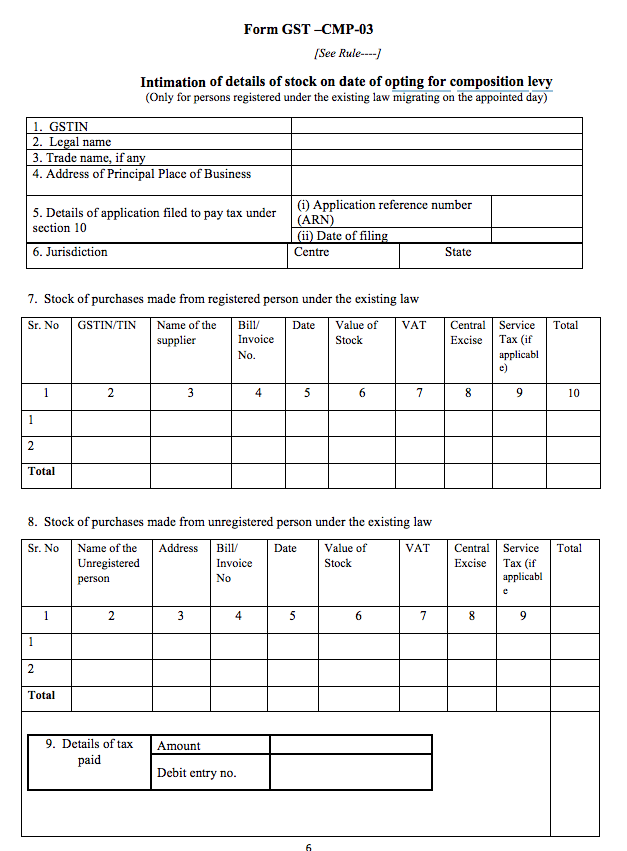 Form GST –CMP-03
[See Rule----]
Intimation of details of stock on date of opting for composition levy
(Only for persons registered under the existing law migrating on the appointed day)
1. GSTIN
2. Legal name
3. Trade name, if any
4. Address of Principal Place of Business
5. Details of application filed to pay tax under
section 10
(i) Application reference number
(ARN)
(ii) Date of filing
6. Jurisdiction
Centre
State
7. Stock of purchases made from registered person under the existing law
Sr. No
GSTIN/TIN
Name of the
supplier
Bill/
Invoice
No.
Date
Value of
Stock
VAT
Central
Excise
Service
Tax (if
applicabl
e)
Total
1
2
3
4
5
6
7
8
9
10
1
2
Total
8. Stock of purchases made from unregistered person under the existing law
Sr. No
Name of the
Unregistered
person
Address
Bill/
Invoice
No
Date
Value of
Stock
VAT
Central
Excise
Service
Tax (if
applicabl
e
Total
1
2
3
4
5
6
7
8
9
1
2
Total
9. Details of tax
paid
Amount
Debit entry no.
6